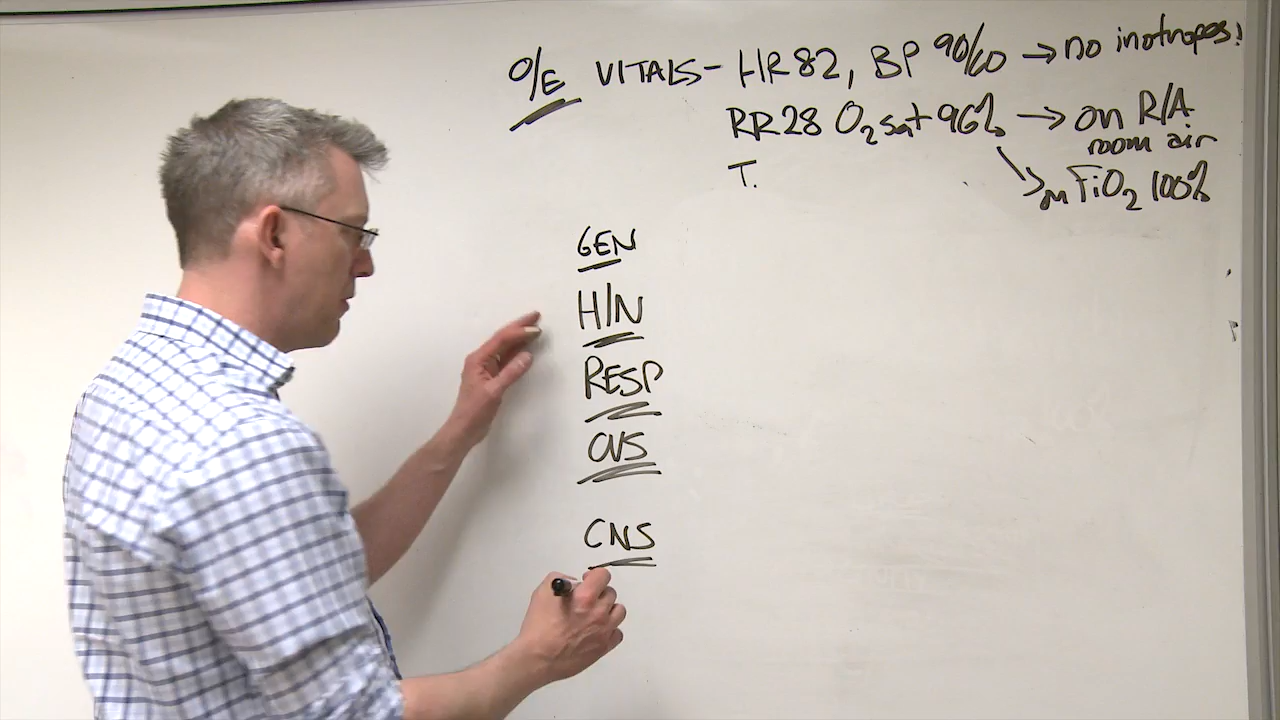 O/E VITALS - HR 82, BP 90/60 → no inotropes!
RR 28 O2 sat 96% → on R/A
room air
T. FiO2 100%
GEN
H/N
RESP
CVS
CNS